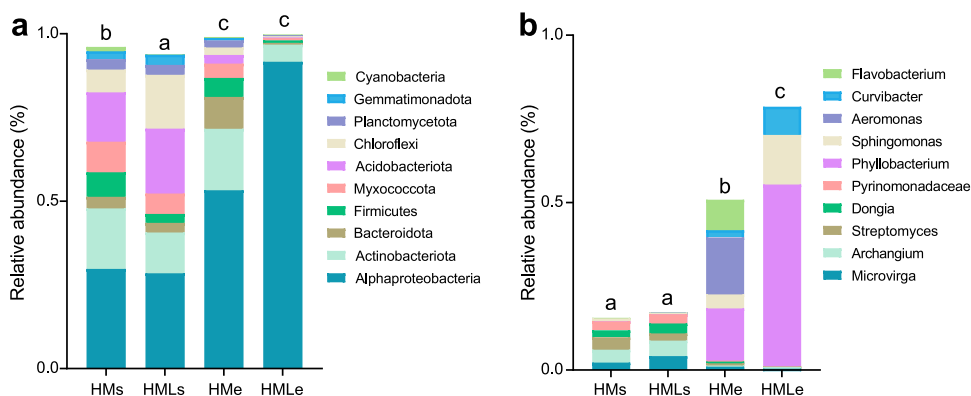 a
Relative abundance (%)
1.0
0.5
0.0
b
a
c
c
HMs
HMLs
HMe
HMLe
Cyanobacteria
Gemmatimonadota
Planctomycetota
Chloroflexi
Acidobacteriota
Myxococcota
Firmicutes
Bacteroidota
Actinobacteriota
Alphaproteobacteria
b
Relative abundance (%)
1.0
0.5
0.0
a
a
b
c
HMs
HMLs
HMe
HMLe
Flavobacterium
Curvibacter
Aeromonas
Sphingomonas
Phyllobacterium
Pyrinomonadaceae
Dongia
Streptomyces
Archangium
Microvirga